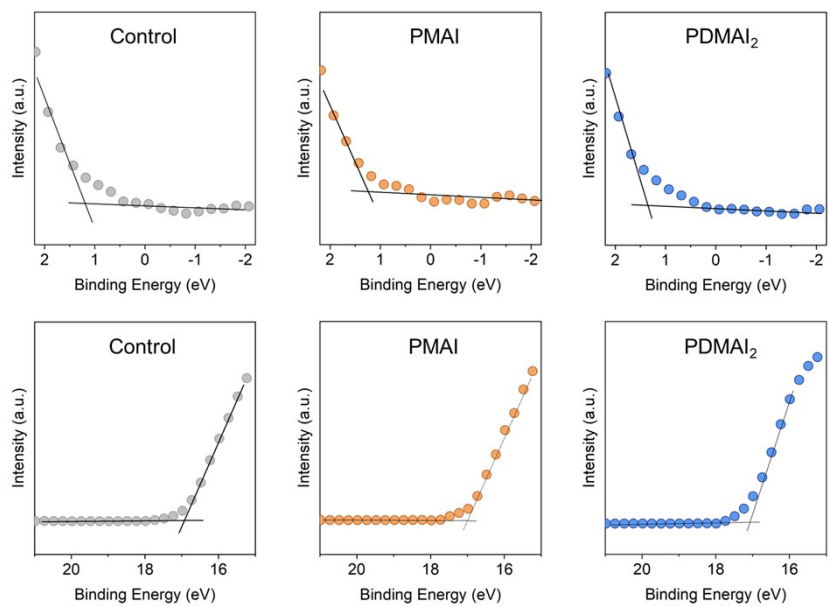 Control
PMAI
PDMAI₂
Intensity (a.u.)
Intensity (a.u.)
Intensity (a.u.)
2 1 0 -1 -2
2 1 0 -1 -2
2 1 0 -1 -2
Binding Energy (eV)
Binding Energy (eV)
Binding Energy (eV)
Control
PMAI
PDMAI₂
Intensity (a.u.)
Intensity (a.u.)
Intensity (a.u.)
20 18 16
20 18 16
20 18 16
Binding Energy (eV)
Binding Energy (eV)
Binding Energy (eV)